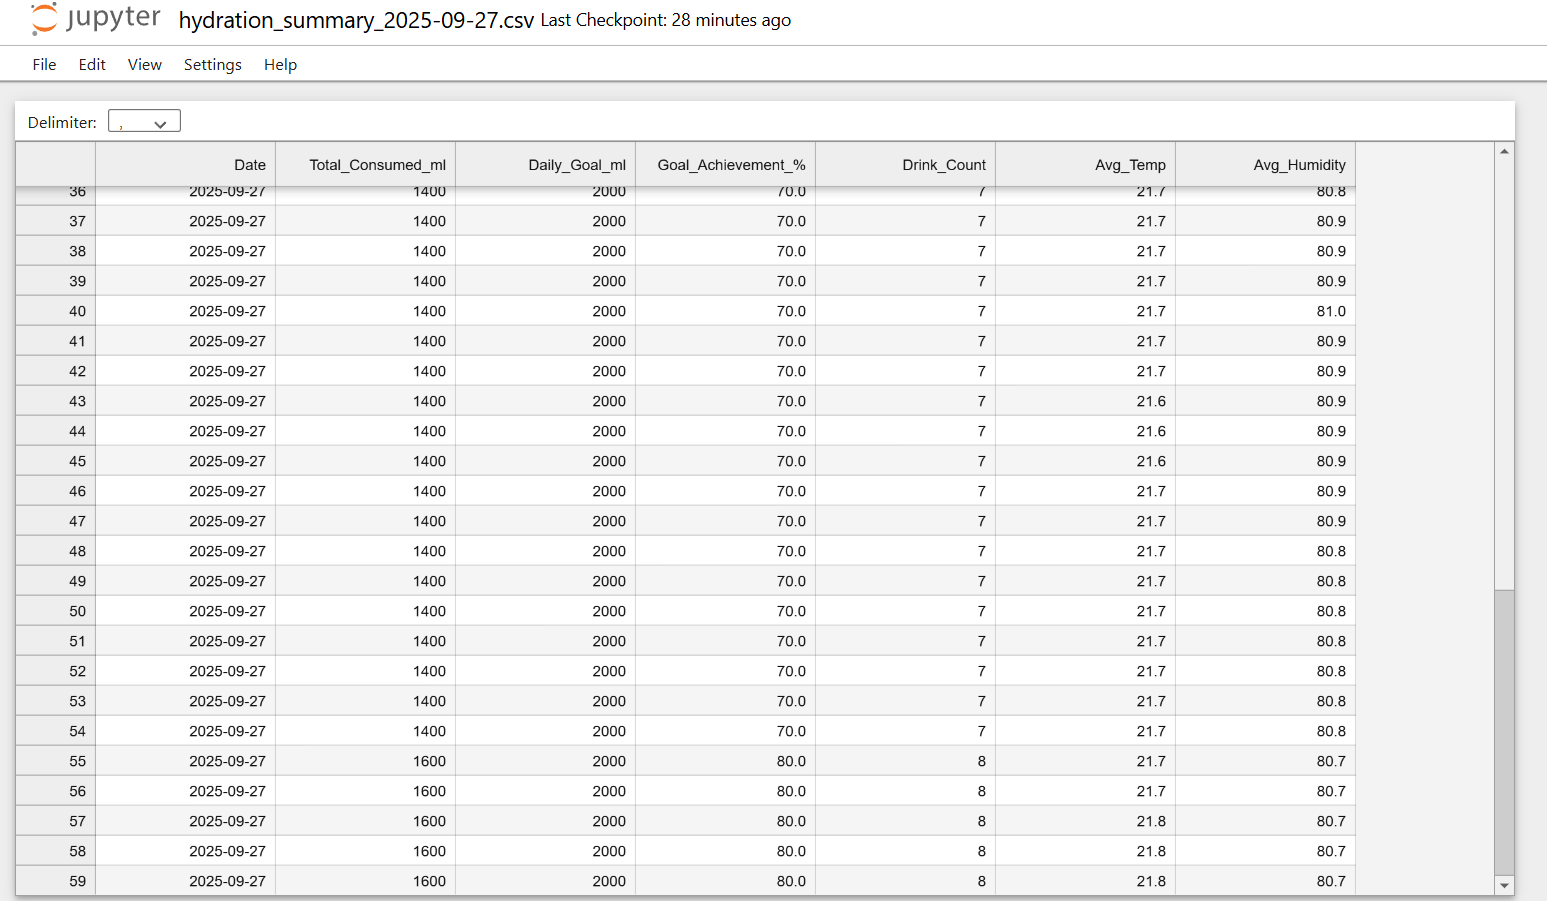 jupyter hydration_summary_2025-09-27.csv Last Checkpoint: 28 minutes ago
File Edit View Settings Help
Delimiter: ,
Date Total_Consumed_ml Daily_Goal_ml Goal_Achievement_% Drink_Count Avg_Temp Avg_Humidity
36 2025-09-27 1400 2000 70.0 7 21.7 80.8
37 2025-09-27 1400 2000 70.0 7 21.7 80.9
38 2025-09-27 1400 2000 70.0 7 21.7 80.9
39 2025-09-27 1400 2000 70.0 7 21.7 80.9
40 2025-09-27 1400 2000 70.0 7 21.7 81.0
41 2025-09-27 1400 2000 70.0 7 21.7 80.9
42 2025-09-27 1400 2000 70.0 7 21.7 80.9
43 2025-09-27 1400 2000 70.0 7 21.6 80.9
44 2025-09-27 1400 2000 70.0 7 21.6 80.9
45 2025-09-27 1400 2000 70.0 7 21.6 80.9
46 2025-09-27 1400 2000 70.0 7 21.7 80.9
47 2025-09-27 1400 2000 70.0 7 21.7 80.9
48 2025-09-27 1400 2000 70.0 7 21.7 80.8
49 2025-09-27 1400 2000 70.0 7 21.7 80.8
50 2025-09-27 1400 2000 70.0 7 21.7 80.8
51 2025-09-27 1400 2000 70.0 7 21.7 80.8
52 2025-09-27 1400 2000 70.0 7 21.7 80.8
53 2025-09-27 1400 2000 70.0 7 21.7 80.8
54 2025-09-27 1400 2000 70.0 7 21.7 80.8
55 2025-09-27 1600 2000 80.0 8 21.7 80.7
56 2025-09-27 1600 2000 80.0 8 21.7 80.7
57 2025-09-27 1600 2000 80.0 8 21.8 80.7
58 2025-09-27 1600 2000 80.0 8 21.8 80.7
59 2025-09-27 1600 2000 80.0 8 21.8 80.7